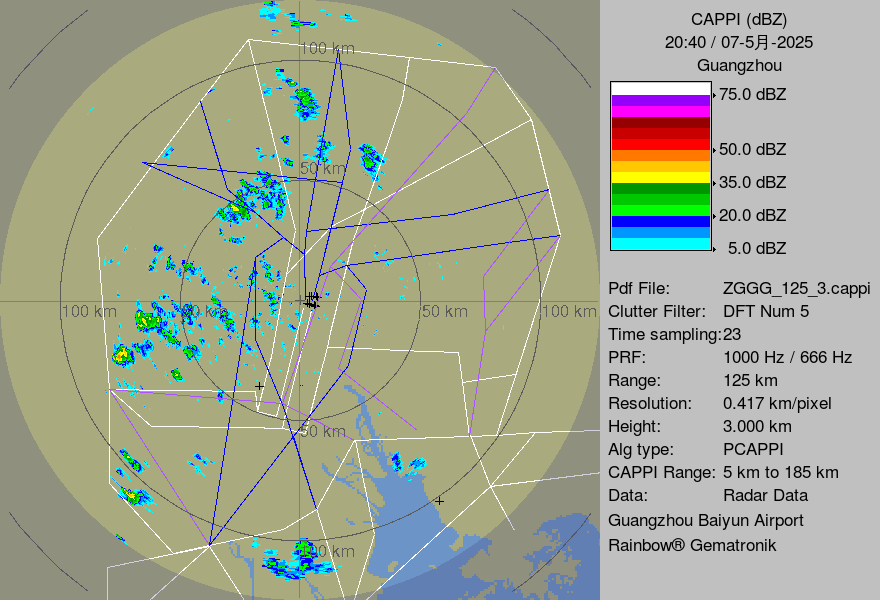 CAPPI (dBZ)
20:40 / 07-5月-2025
Guangzhou
75.0 dBZ
50.0 dBZ
35.0 dBZ
20.0 dBZ
5.0 dBZ
Pdf File: ZGGG_125_3.cappi
Clutter Filter: DFT Num 5
Time sampling:23
PRF: 1000 Hz / 666 Hz
Range: 125 km
Resolution: 0.417 km/pixel
Height: 3.000 km
Alg type: PCAPPI
CAPPI Range: 5 km to 185 km
Data: Radar Data
Guangzhou Baiyun Airport
Rainbow® Gematronik
100 km
50 km
100 km
50 km
50 km
100 km
50 km
100 km